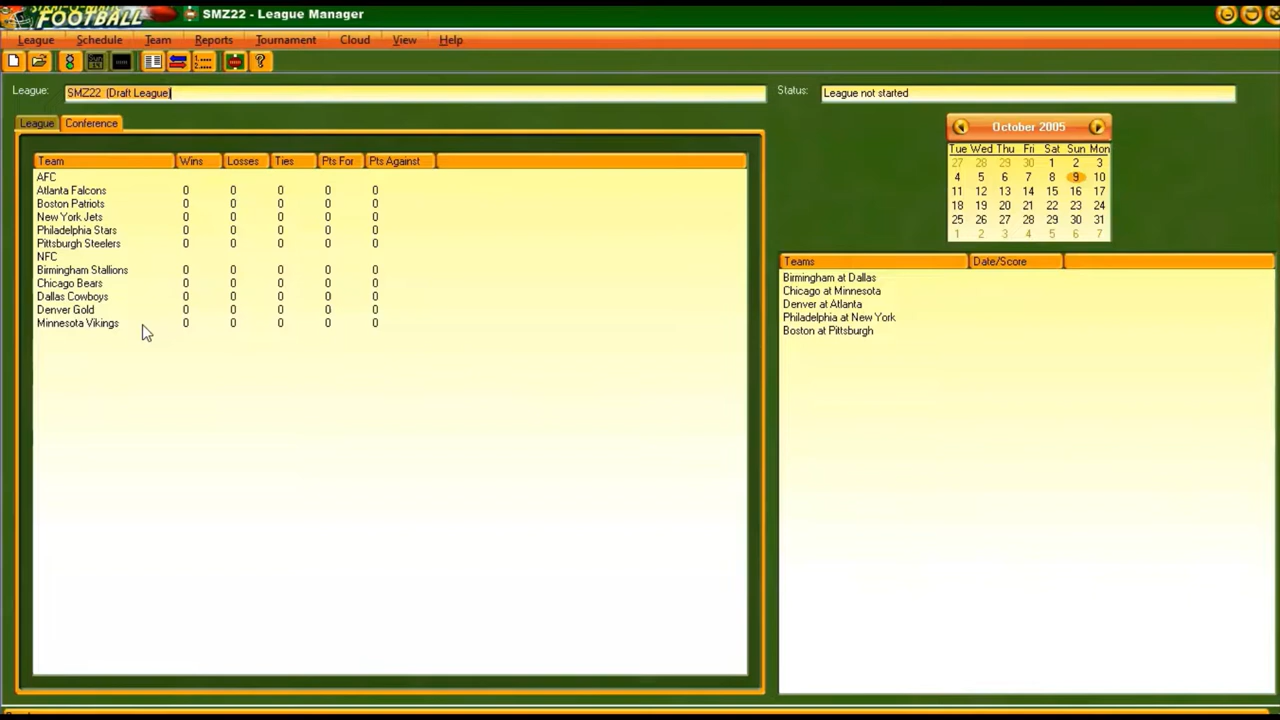 FOOTBALL
SMZ22 - League Manager
League Schedule Team Reports Tournament Cloud View Help
League: SMZ22 (Draft League)
Status: League not started
League Conference
Team Wins Losses Ties Pts For Pts Against
AFC
Atlanta Falcons 0 0 0 0 0
Boston Patriots 0 0 0 0 0
New York Jets 0 0 0 0 0
Philadelphia Stars 0 0 0 0 0
Pittsburgh Steelers 0 0 0 0 0
NFC
Birmingham Stallions 0 0 0 0 0
Chicago Bears 0 0 0 0 0
Dallas Cowboys 0 0 0 0 0
Denver Gold 0 0 0 0 0
Minnesota Vikings 0 0 0 0 0
October 2005
Tue Wed Thu Fri Sat Sun Mon
27 28 29 30 1 2 3
4 5 6 7 8 9 10
11 12 13 14 15 16 17
18 19 20 21 22 23 24
25 26 27 28 29 30 31
1 2 3 4 5 6 7
Teams Date/Score
Birmingham at Dallas
Chicago at Minnesota
Denver at Atlanta
Philadelphia at New York
Boston at Pittsburgh